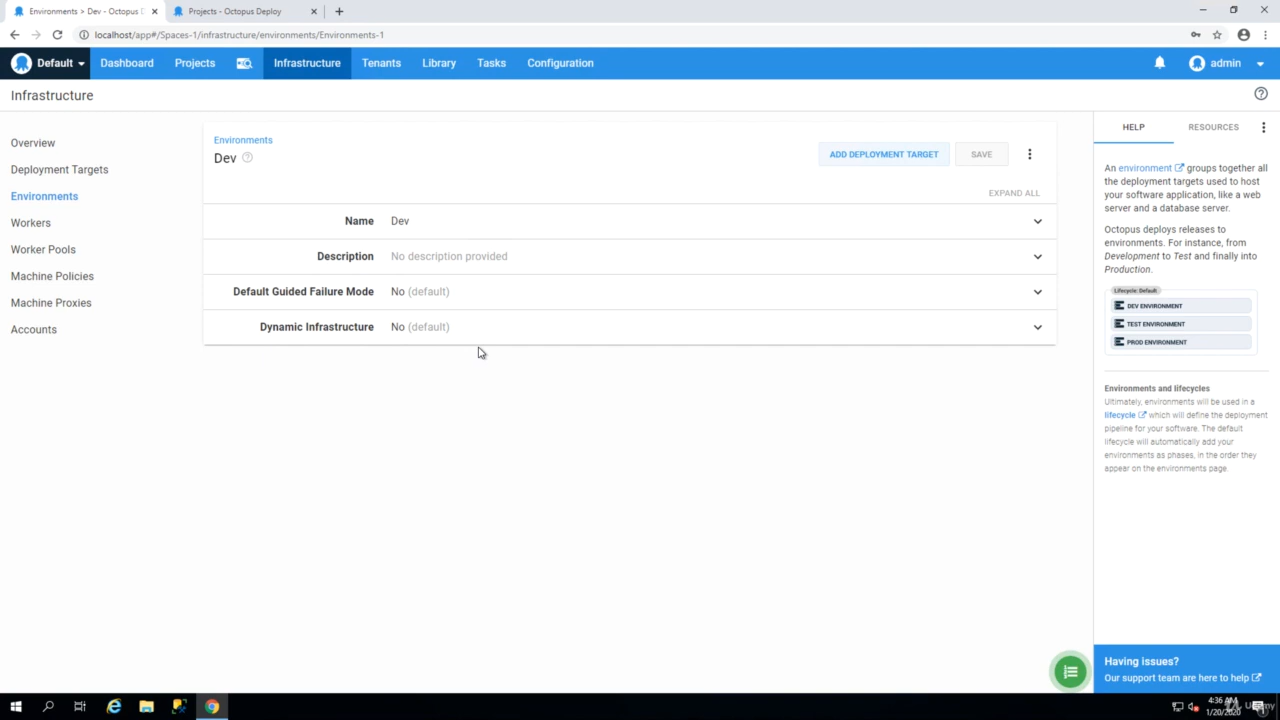 Environments > Dev - Octopus D
Projects - Octopus Deploy
localhost/app#/Spaces-1/infrastructure/environments/Environments-1
Default
Dashboard
Projects
Infrastructure
Tenants
Library
Tasks
Configuration
admin
Infrastructure
Overview
Deployment Targets
Environments
Workers
Worker Pools
Machine Policies
Machine Proxies
Accounts
Environments
Dev
ADD DEPLOYMENT TARGET
SAVE
EXPAND ALL
Name Dev
Description No description provided
Default Guided Failure Mode No (default)
Dynamic Infrastructure No (default)
HELP
RESOURCES
An environment groups together all
the deployment targets used to host
your software application, like a web
server and a database server.
Octopus deploys releases to
environments. For instance, from
Development to Test and finally into
Production.
Lifecycle: Default
DEV ENVIRONMENT
TEST ENVIRONMENT
PROD ENVIRONMENT
Environments and lifecycles
Ultimately, environments will be used in a
lifecycle which will define the deployment
pipeline for your software. The default
lifecycle will automatically add your
environments as phases, in the order they
appear on the environments page.
Having issues?
Our support team are here to help
4:36 AM
1/20/2020